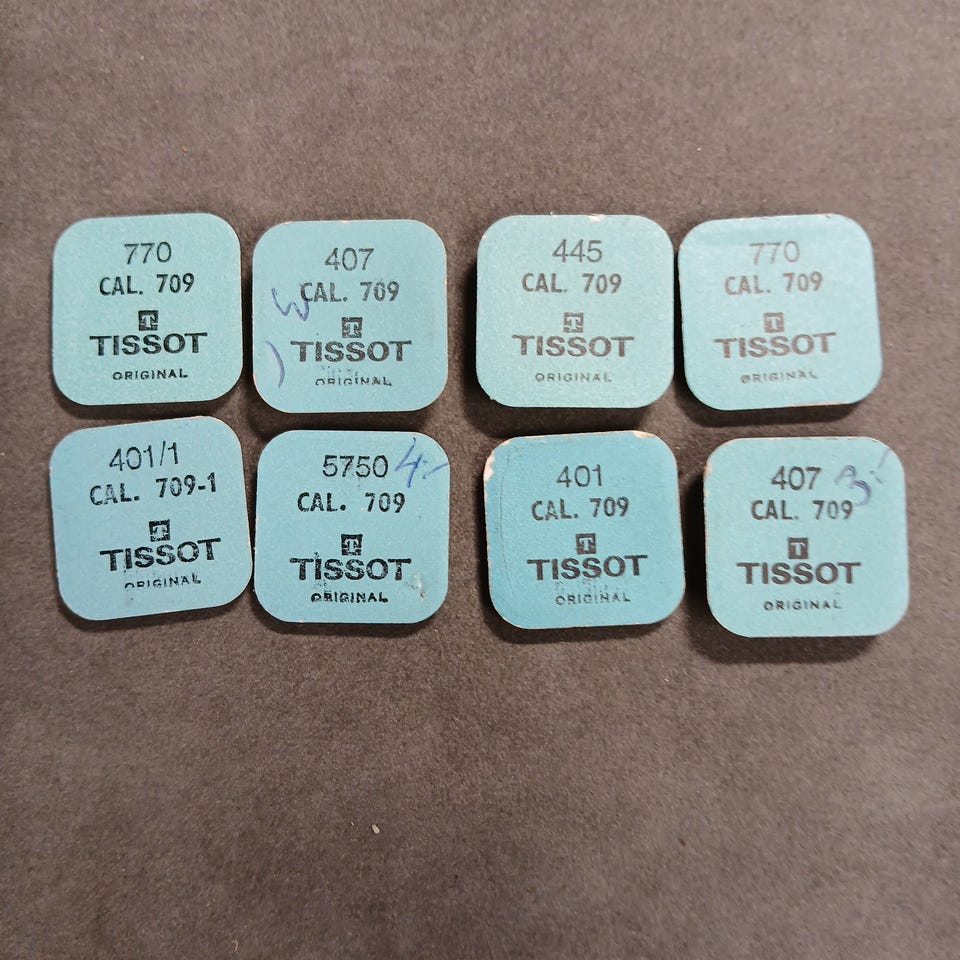 770
CAL. 709
T
TISSOT
ORIGINAL
407
CAL. 709
T
TISSOT
ORIGINAL
445
CAL. 709
T
TISSOT
ORIGINAL
770
CAL. 709
T
TISSOT
ORIGINAL
401/1
CAL. 709-1
T
TISSOT
ORIGINAL
5750
CAL. 709
T
TISSOT
ORIGINAL
401
CAL. 709
T
TISSOT
ORIGINAL
407
CAL. 709
T
TISSOT
ORIGINAL